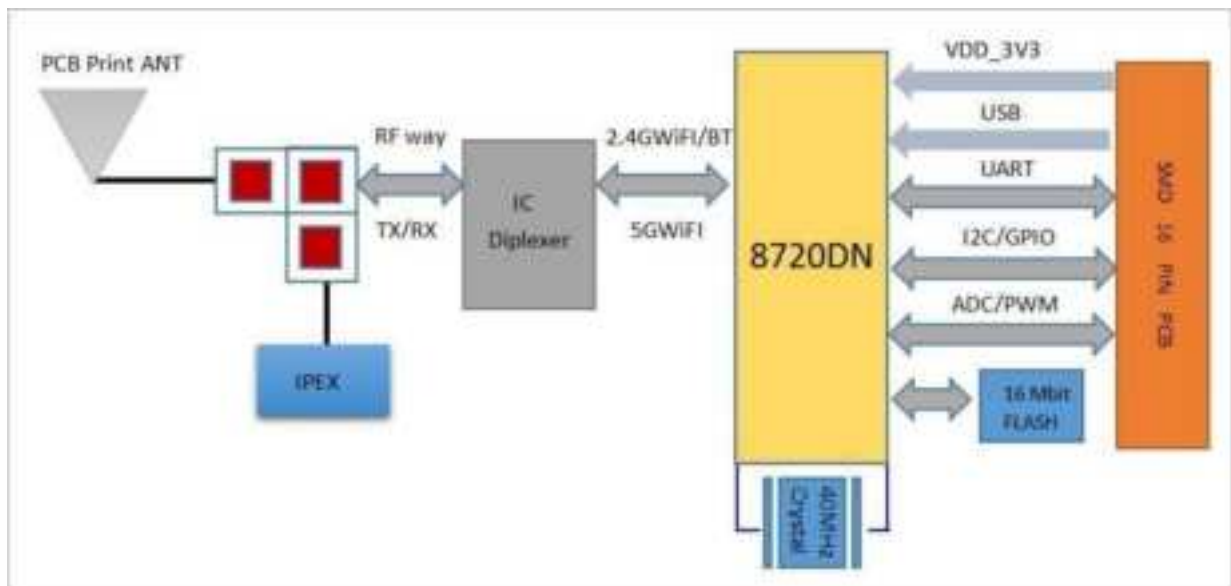 PCB Print ANT
RF way
TX/RX
IC
Diplexer
2.4GWiFI/BT
5GWiFI
8720DN
VDD_3V3
USB
UART
I2C/GPIO
ADC/PWM
16 Mbit
FLASH
SMD 16 PIN PCB
IPEX
40MHz
Crystal